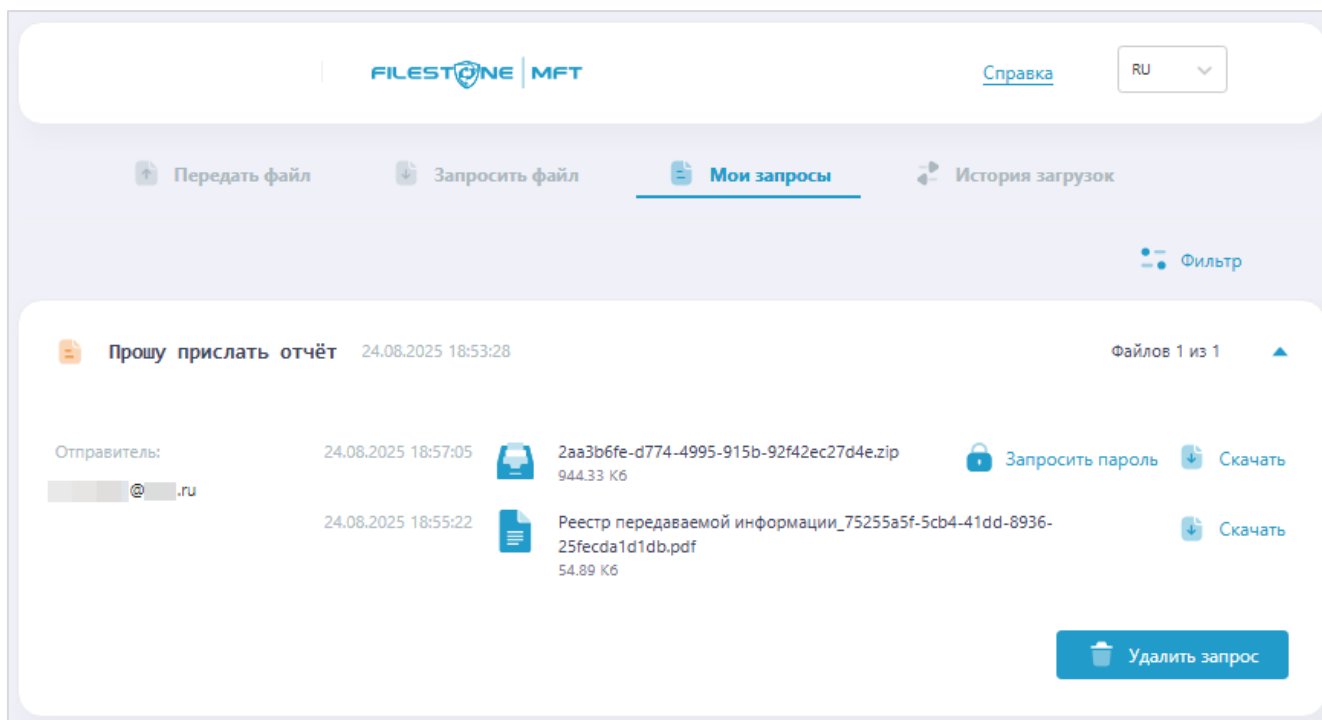 FILESTONE | MFT
Справка
RU
Передать файл
Запросить файл
Мои запросы
История загрузок
Фильтр
Прошу прислать отчёт 24.08.2025 18:53:28
Файлов 1 из 1
Отправитель:
@ .ru
24.08.2025 18:57:05
2aa3b6fe-d774-4995-915b-92f42ec27d4e.zip
944.33 Кб
Запросить пароль
Скачать
24.08.2025 18:55:22
Реестр передаваемой информации_75255a5f-5cb4-41dd-8936-
25fecda1d1db.pdf
54.89 Кб
Скачать
Удалить запрос